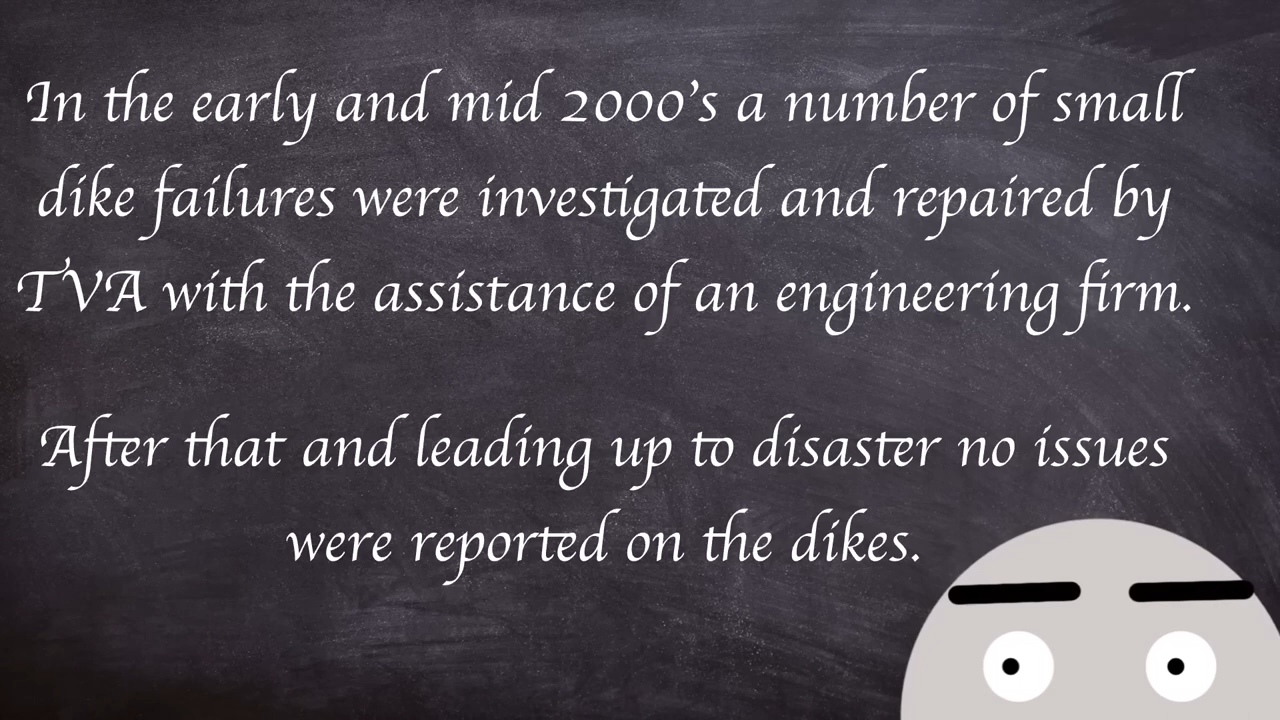 In the early and mid 2000's a number of small
dike failures were investigated and repaired by
TVA with the assistance of an engineering firm.
After that and leading up to disaster no issues
were reported on the dikes.